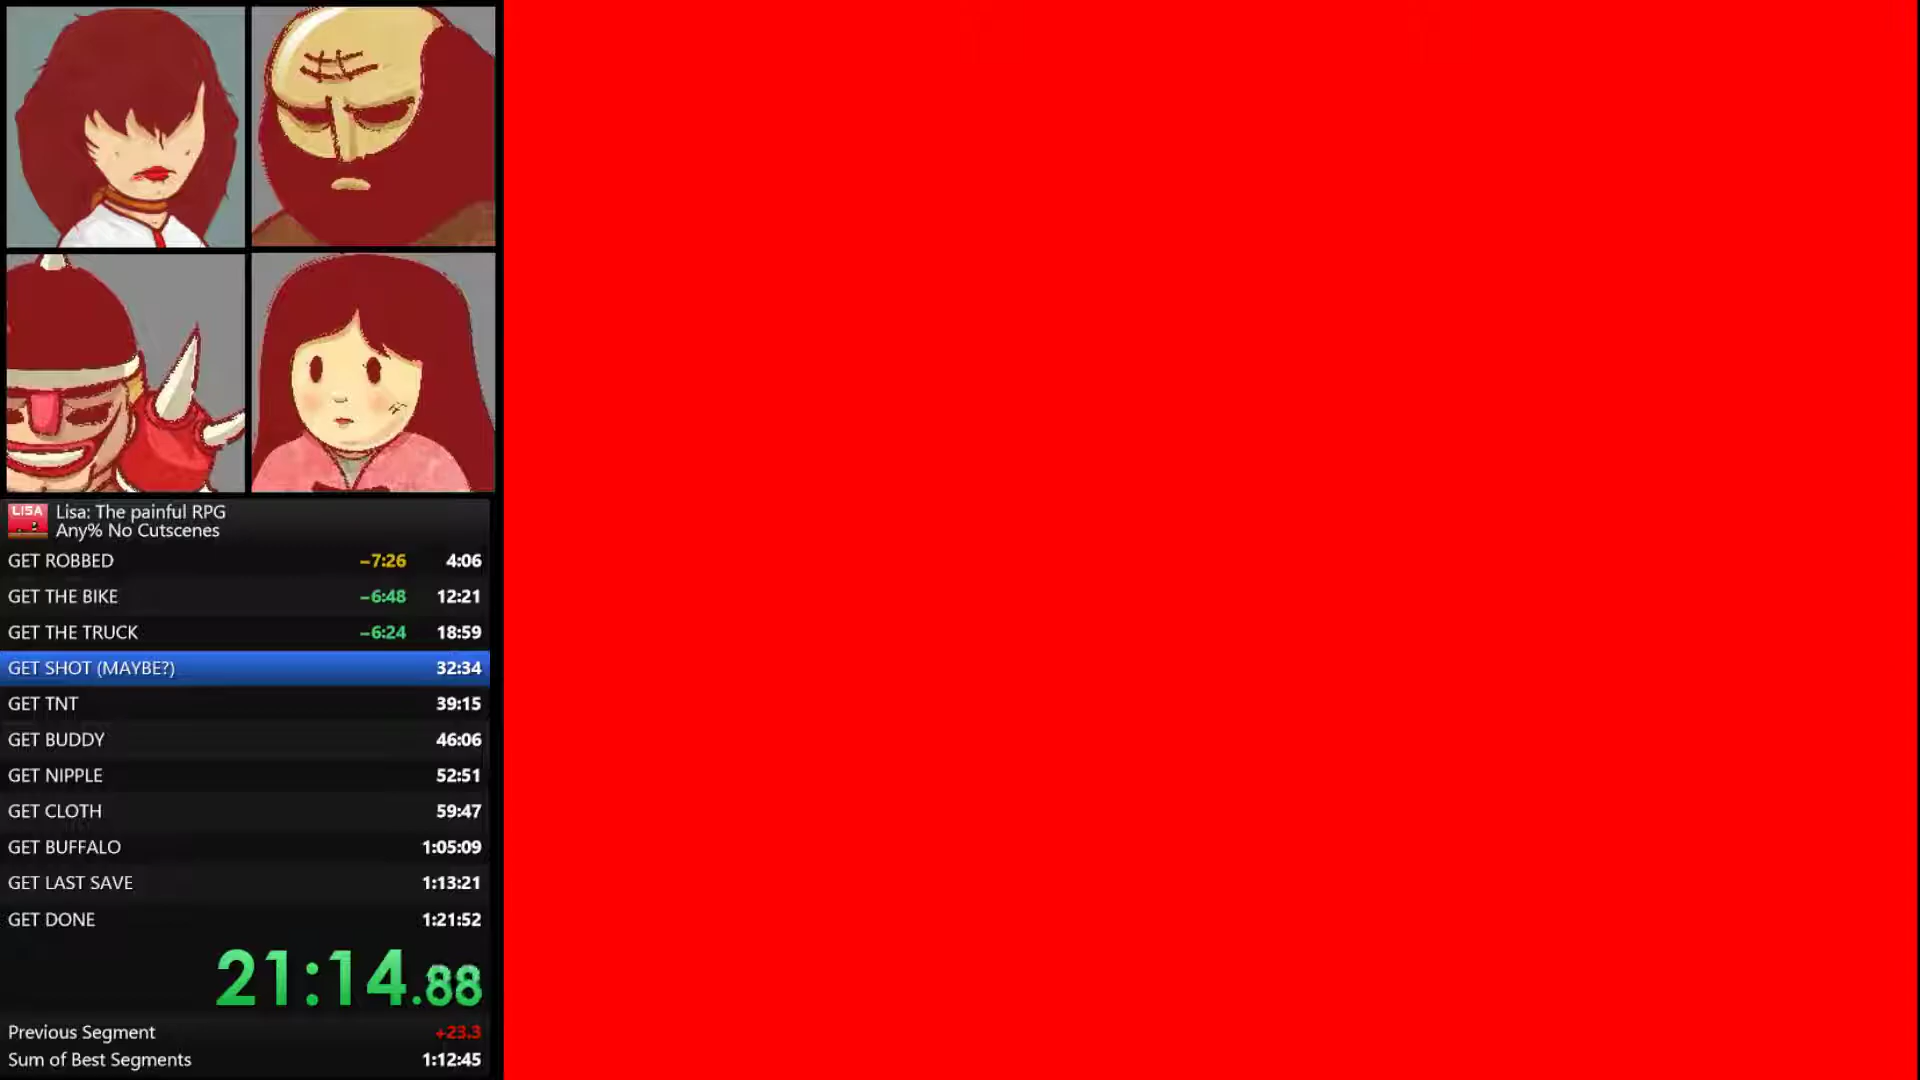 LISA
Lisa: The painful RPG
Any% No Cutscenes
GET ROBBED −7:26 4:06
GET THE BIKE −6:48 12:21
GET THE TRUCK −6:24 18:59
GET SHOT (MAYBE?) 32:34
GET TNT 39:15
GET BUDDY 46:06
GET NIPPLE 52:51
GET CLOTH 59:47
GET BUFFALO 1:05:09
GET LAST SAVE 1:13:21
GET DONE 1:21:52
21:14.88
Previous Segment +23.3
Sum of Best Segments 1:12:45